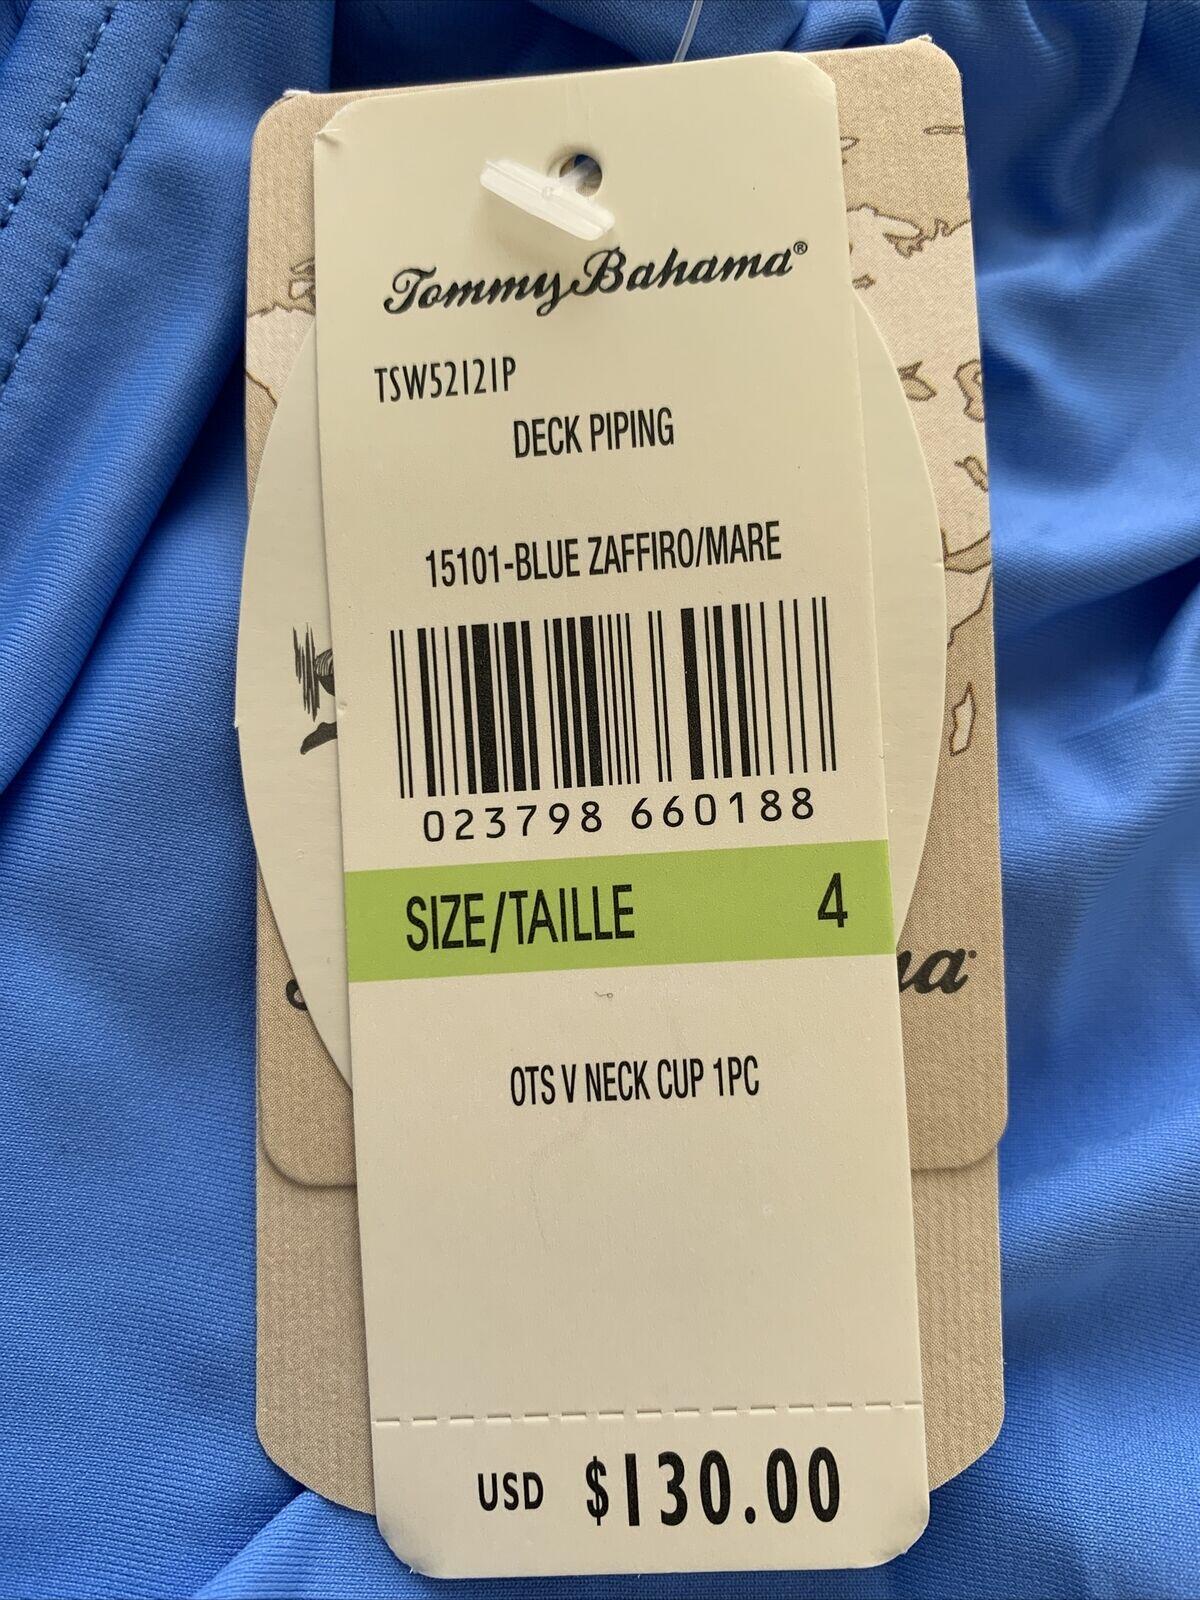 Tommy Bahama®
TSW52121P
DECK PIPING
15101-BLUE ZAFFIRO/MARE
023798 660188
SIZE/TAILLE 4
OTS V NECK CUP 1PC
USD $130.00